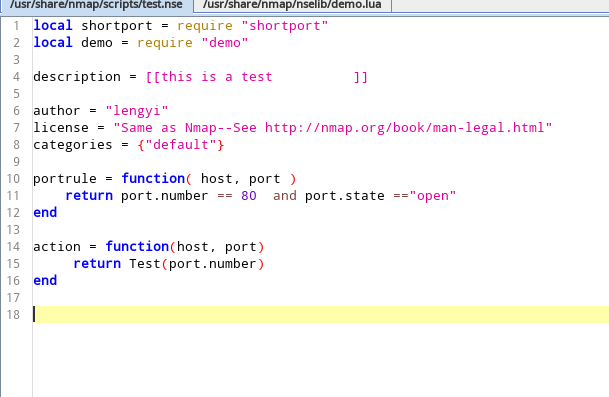 /usr/share/nmap/scripts/test.nse /usr/share/nmap/nselib/demo.lua
1 local shortport = require "shortport"
2 local demo = require "demo"
3
4 description = [[this is a test          ]]
5
6 author = "lengyi"
7 license = "Same as Nmap--See http://nmap.org/book/man-legal.html"
8 categories = {"default"}
9
10 portrule = function( host, port )
11     return port.number == 80  and port.state =="open"
12 end
13
14 action = function(host, port)
15      return Test(port.number)
16 end
17
18